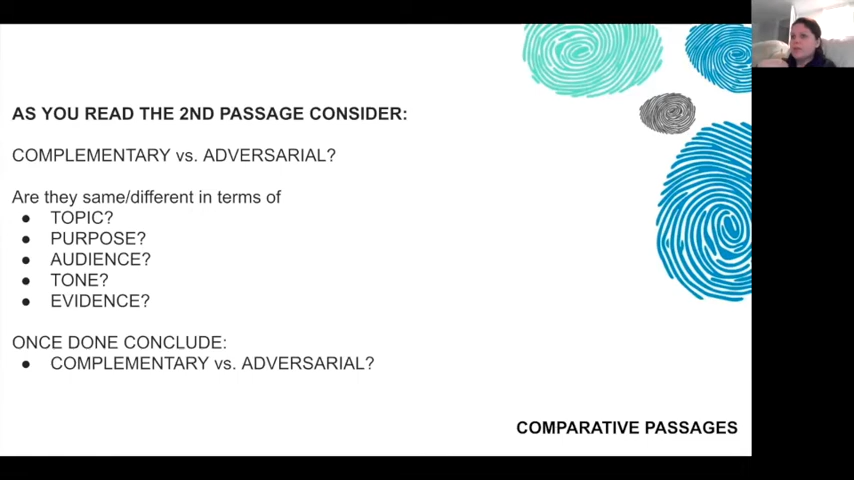 AS YOU READ THE 2ND PASSAGE CONSIDER:
COMPLEMENTARY vs. ADVERSARIAL?
Are they same/different in terms of
● TOPIC?
● PURPOSE?
● AUDIENCE?
● TONE?
● EVIDENCE?
ONCE DONE CONCLUDE:
● COMPLEMENTARY vs. ADVERSARIAL?
COMPARATIVE PASSAGES